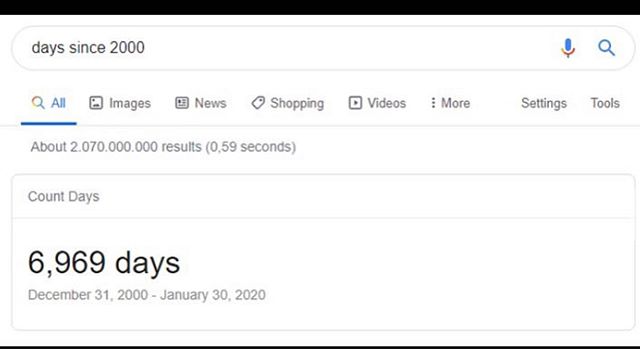 days since 2000
All Images News Shopping Videos More Settings Tools
About 2.070.000.000 results (0,59 seconds)
Count Days
6,969 days
December 31, 2000 - January 30, 2020